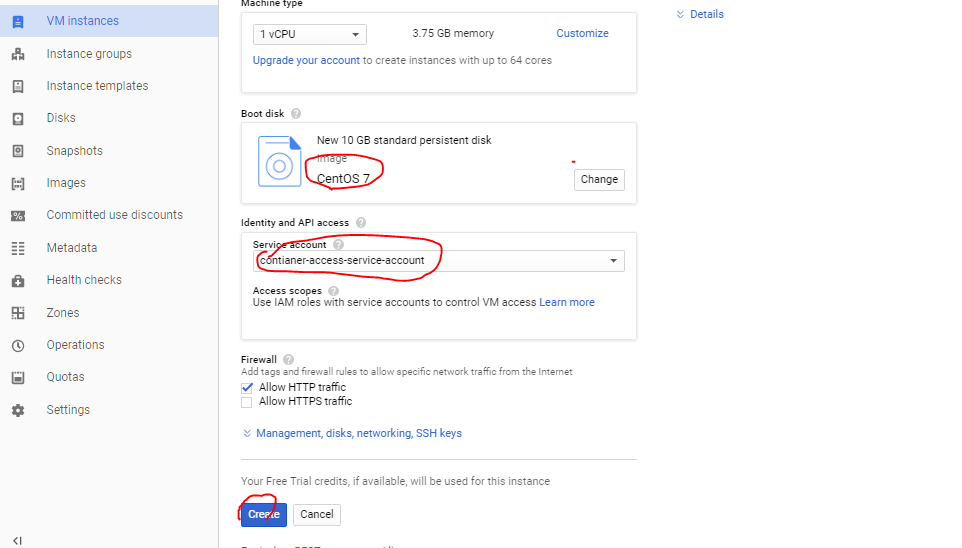 VM instances
Instance groups
Instance templates
Disks
Snapshots
Images
Committed use discounts
Metadata
Health checks
Zones
Operations
Quotas
Settings
Machine type
1 vCPU 3.75 GB memory Customize
Upgrade your account to create instances with up to 64 cores
Boot disk
New 10 GB standard persistent disk
Image
CentOS 7
Change
Identity and API access
Service account
contianer-access-service-account
Access scopes
Use IAM roles with service accounts to control VM access Learn more
Firewall
Add tags and firewall rules to allow specific network traffic from the Internet
Allow HTTP traffic
Allow HTTPS traffic
Management, disks, networking, SSH keys
Your Free Trial credits, if available, will be used for this instance
Create Cancel
Details